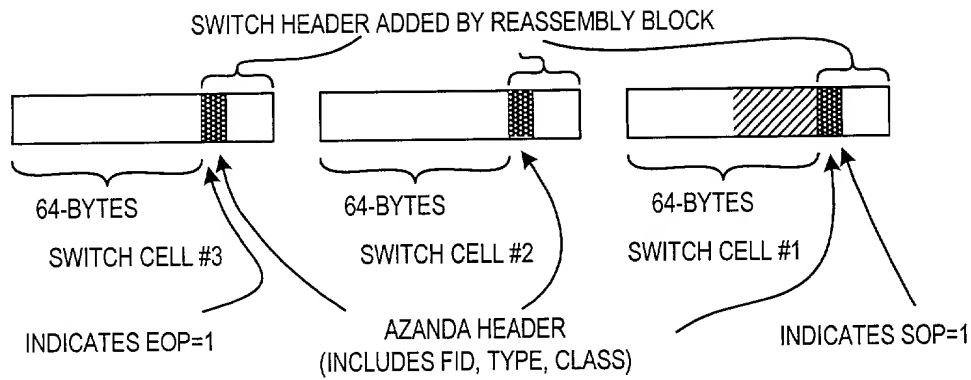 SWITCH HEADER ADDED BY REASSEMBLY BLOCK
64-BYTES
64-BYTES
64-BYTES
SWITCH CELL #3
SWITCH CELL #2
SWITCH CELL #1
INDICATES EOP=1
AZANDA HEADER
(INCLUDES FID, TYPE, CLASS)
INDICATES SOP=1